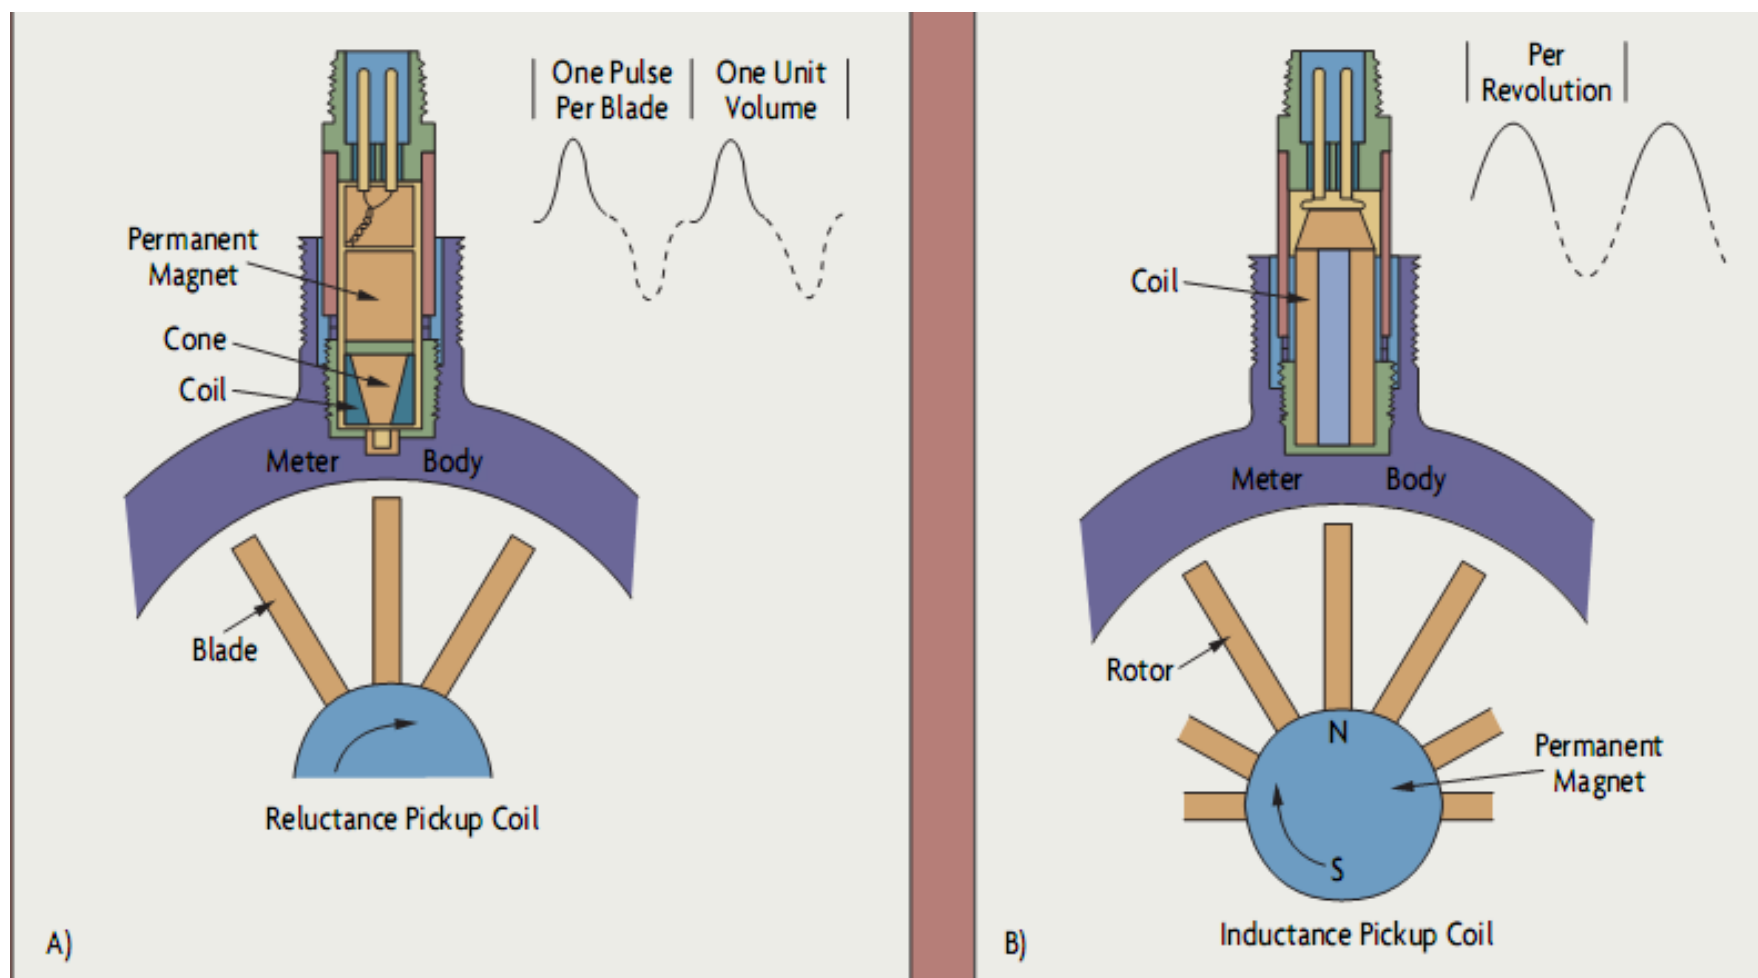 One Pulse
Per Blade
One Unit
Volume
Permanent
Magnet
Cone
Coil
Meter Body
Blade
Reluctance Pickup Coil
A)
Per
Revolution
Coil
Meter Body
Rotor
N
Permanent
Magnet
S
Inductance Pickup Coil
B)